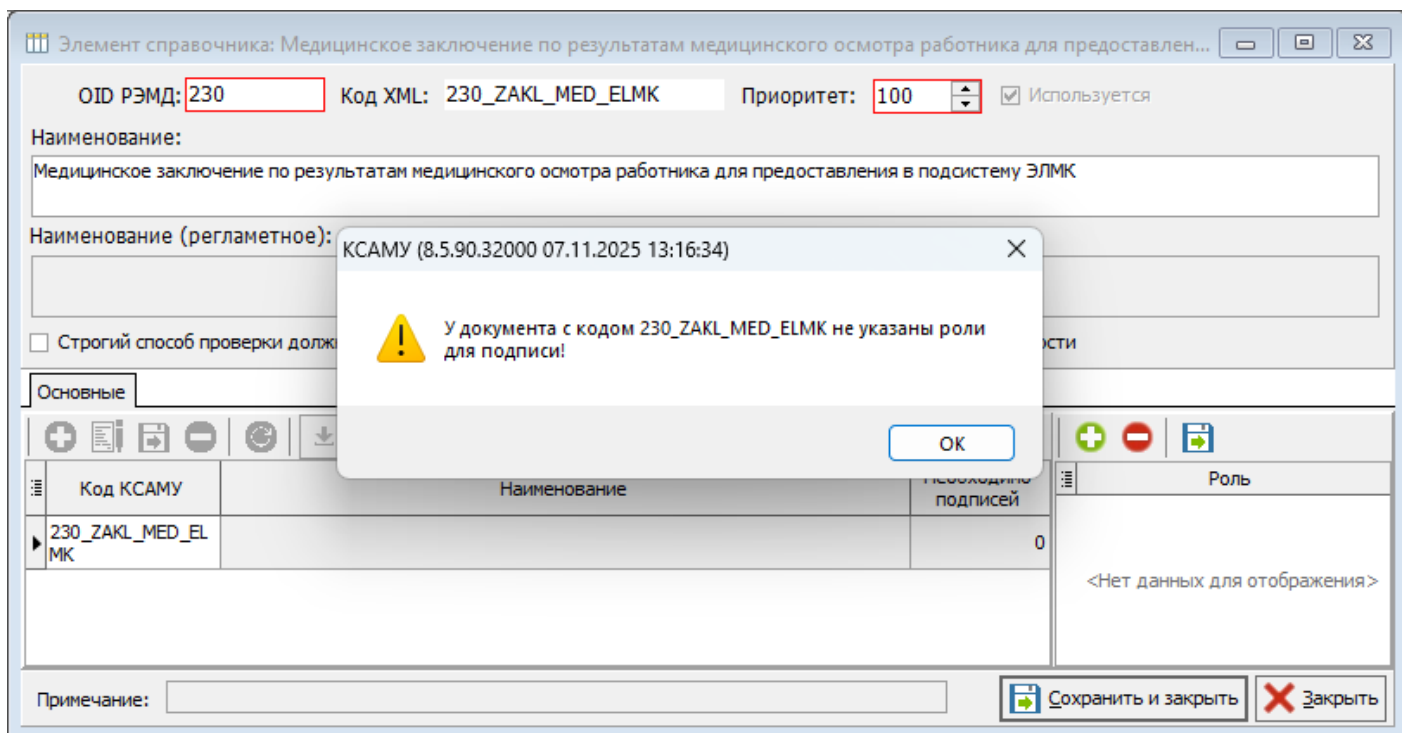 Элемент справочника: Медицинское заключение по результатам медицинского осмотра работника для предоставлен...
OID РЭМД: 230 Код XML: 230_ZAKL_MED_ELMK Приоритет: 100 Используется
Наименование:
Медицинское заключение по результатам медицинского осмотра работника для предоставления в подсистему ЭЛМК
Наименование (регламетное):
КСАМУ (8.5.90.32000 07.11.2025 13:16:34)
У документа с кодом 230_ZAKL_MED_ELMK не указаны роли
для подписи!
OK
Строгий способ проверки
Основные
Код КСАМУ Наименование Необходимо
подписей
Роль
230_ZAKL_MED_EL
MK
0
<Нет данных для отображения>
Примечание:
Сохранить и закрыть Закрыть